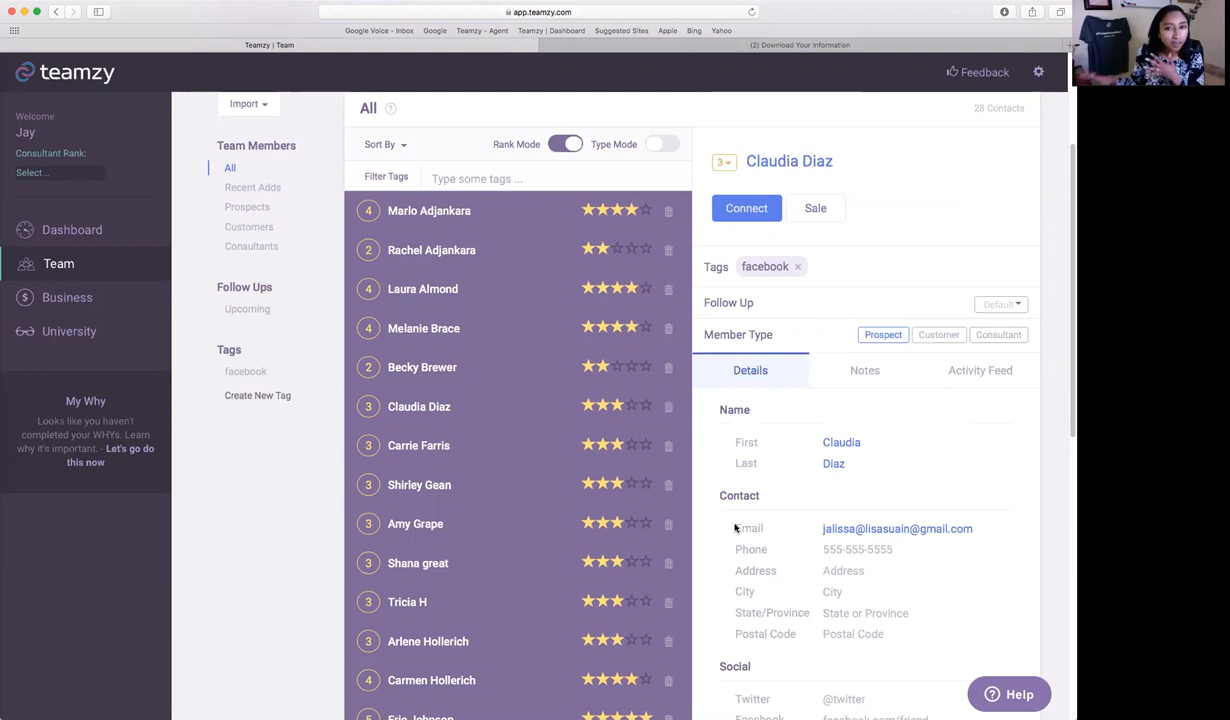 app.teamzy.com
Google Voice - Inbox Google Teamzy - Agent Teamzy | Dashboard Suggested Sites Apple Bing Yahoo
Teamzy | Team
(2) Download Your Information
teamzy
Feedback
Welcome
Jay
Consultant Rank:
Select...
Dashboard
Team
Business
University
My Why
Looks like you haven't
completed your WHYs. Learn
why it's important. - Let's go do
this now
Import
Team Members
All
Recent Adds
Prospects
Customers
Consultants
Follow Ups
Upcoming
Tags
facebook
Create New Tag
All ?
28 Contacts
Sort By
Rank Mode
Type Mode
Filter Tags
Type some tags ...
4 Marlo Adjankara
2 Rachel Adjankara
4 Laura Almond
4 Melanie Brace
2 Becky Brewer
3 Claudia Diaz
3 Carrie Farris
3 Shirley Gean
3 Amy Grape
3 Shana great
3 Tricia H
3 Arlene Hollerich
4 Carmen Hollerich
5 Eric Johnson
3 Claudia Diaz
Connect
Sale
Tags facebook ×
Follow Up Default
Member Type Prospect Customer Consultant
Details Notes Activity Feed
Name
First Claudia
Last Diaz
Contact
Email jalissa@lisasuain@gmail.com
Phone 555-555-5555
Address Address
City City
State/Province State or Province
Postal Code Postal Code
Social
Twitter @twitter
Facebook facebook.com/friend
? Help